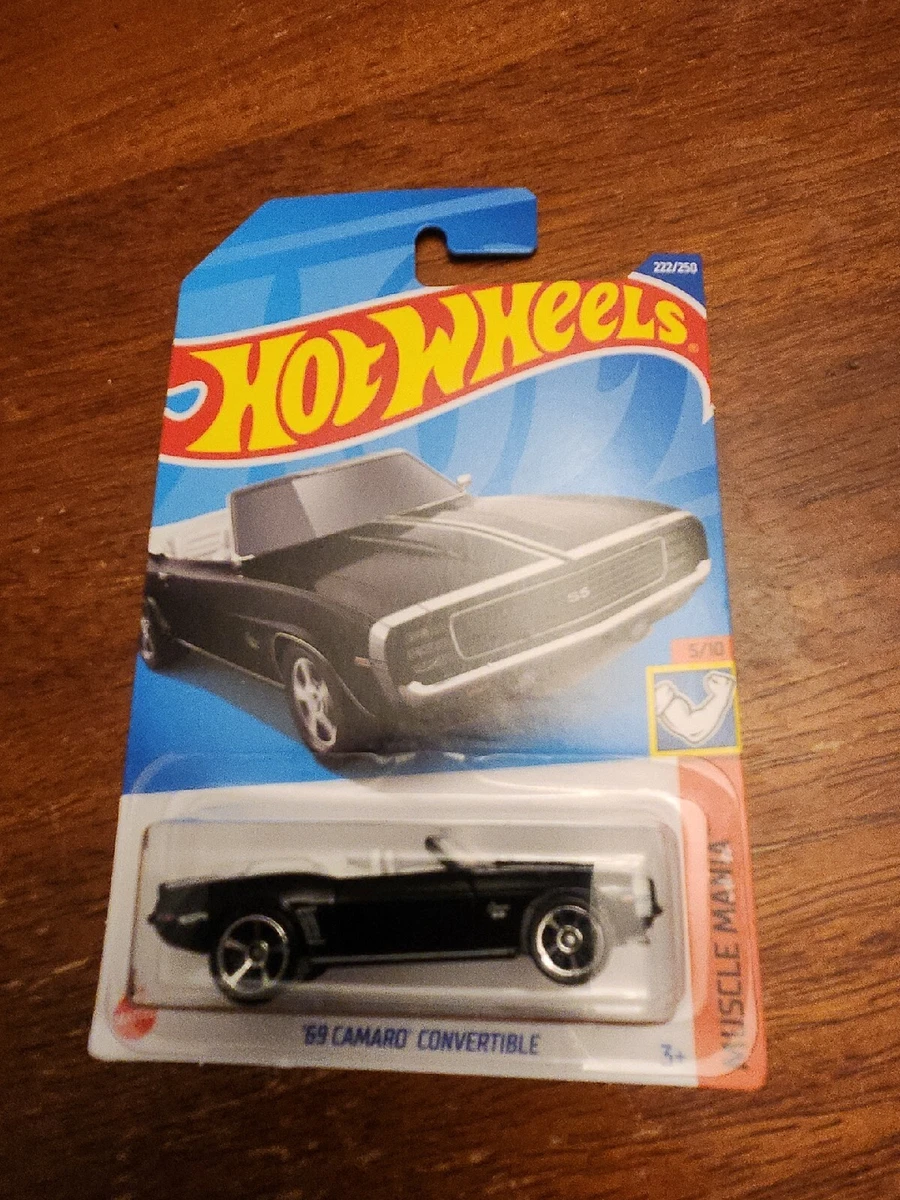 222/250
HOT WHEELS
SS
5/10
MUSCLE MANIA
'69 CAMARO CONVERTIBLE
3+